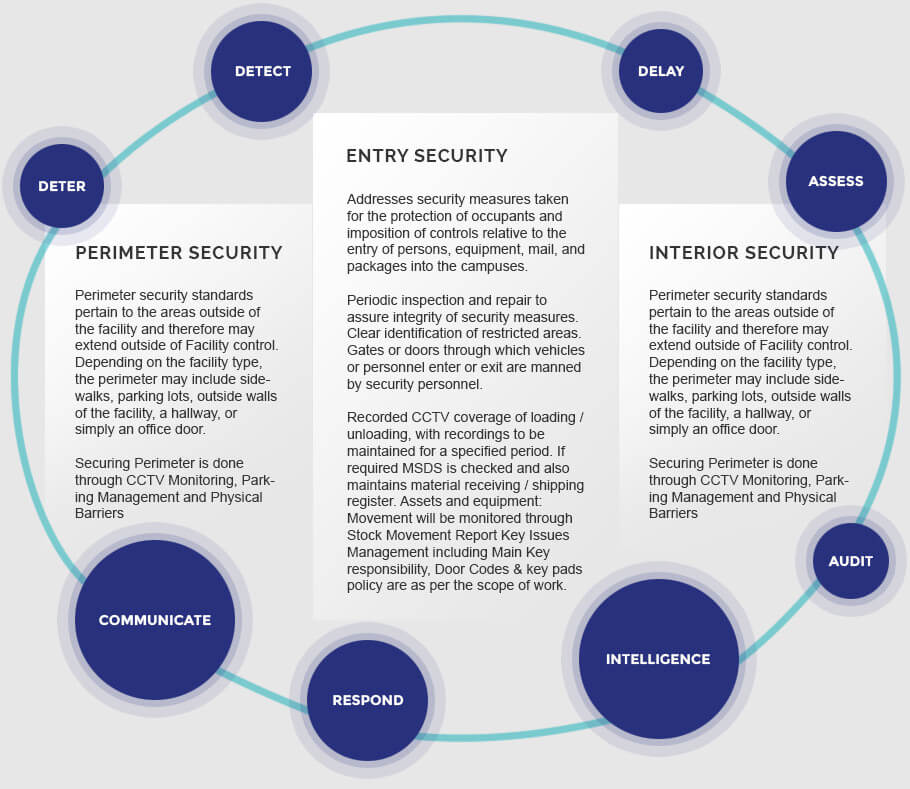 DETECT
DELAY
DETER
ASSESS
ENTRY SECURITY
Addresses security measures taken
for the protection of occupants and
imposition of controls relative to the
entry of persons, equipment, mail, and
packages into the campuses.
Periodic inspection and repair to
assure integrity of security measures.
Clear identification of restricted areas.
Gates or doors through which vehicles
or personnel enter or exit are manned
by security personnel.
Recorded CCTV coverage of loading /
unloading, with recordings to be
maintained for a specified period. If
required MSDS is checked and also
maintains material receiving / shipping
register. Assets and equipment:
Movement will be monitored through
Stock Movement Report Key Issues
Management including Main Key
responsibility, Door Codes & key pads
policy are as per the scope of work.
PERIMETER SECURITY
Perimeter security standards
pertain to the areas outside of
the facility and therefore may
extend outside of Facility control.
Depending on the facility type,
the perimeter may include side-
walks, parking lots, outside walls
of the facility, a hallway, or
simply an office door.
Securing Perimeter is done
through CCTV Monitoring, Park-
ing Management and Physical
Barriers
INTERIOR SECURITY
Perimeter security standards
pertain to the areas outside of
the facility and therefore may
extend outside of Facility control.
Depending on the facility type,
the perimeter may include side-
walks, parking lots, outside walls
of the facility, a hallway, or
simply an office door.
Securing Perimeter is done
through CCTV Monitoring, Park-
ing Management and Physical
Barriers
AUDIT
COMMUNICATE
INTELLIGENCE
RESPOND